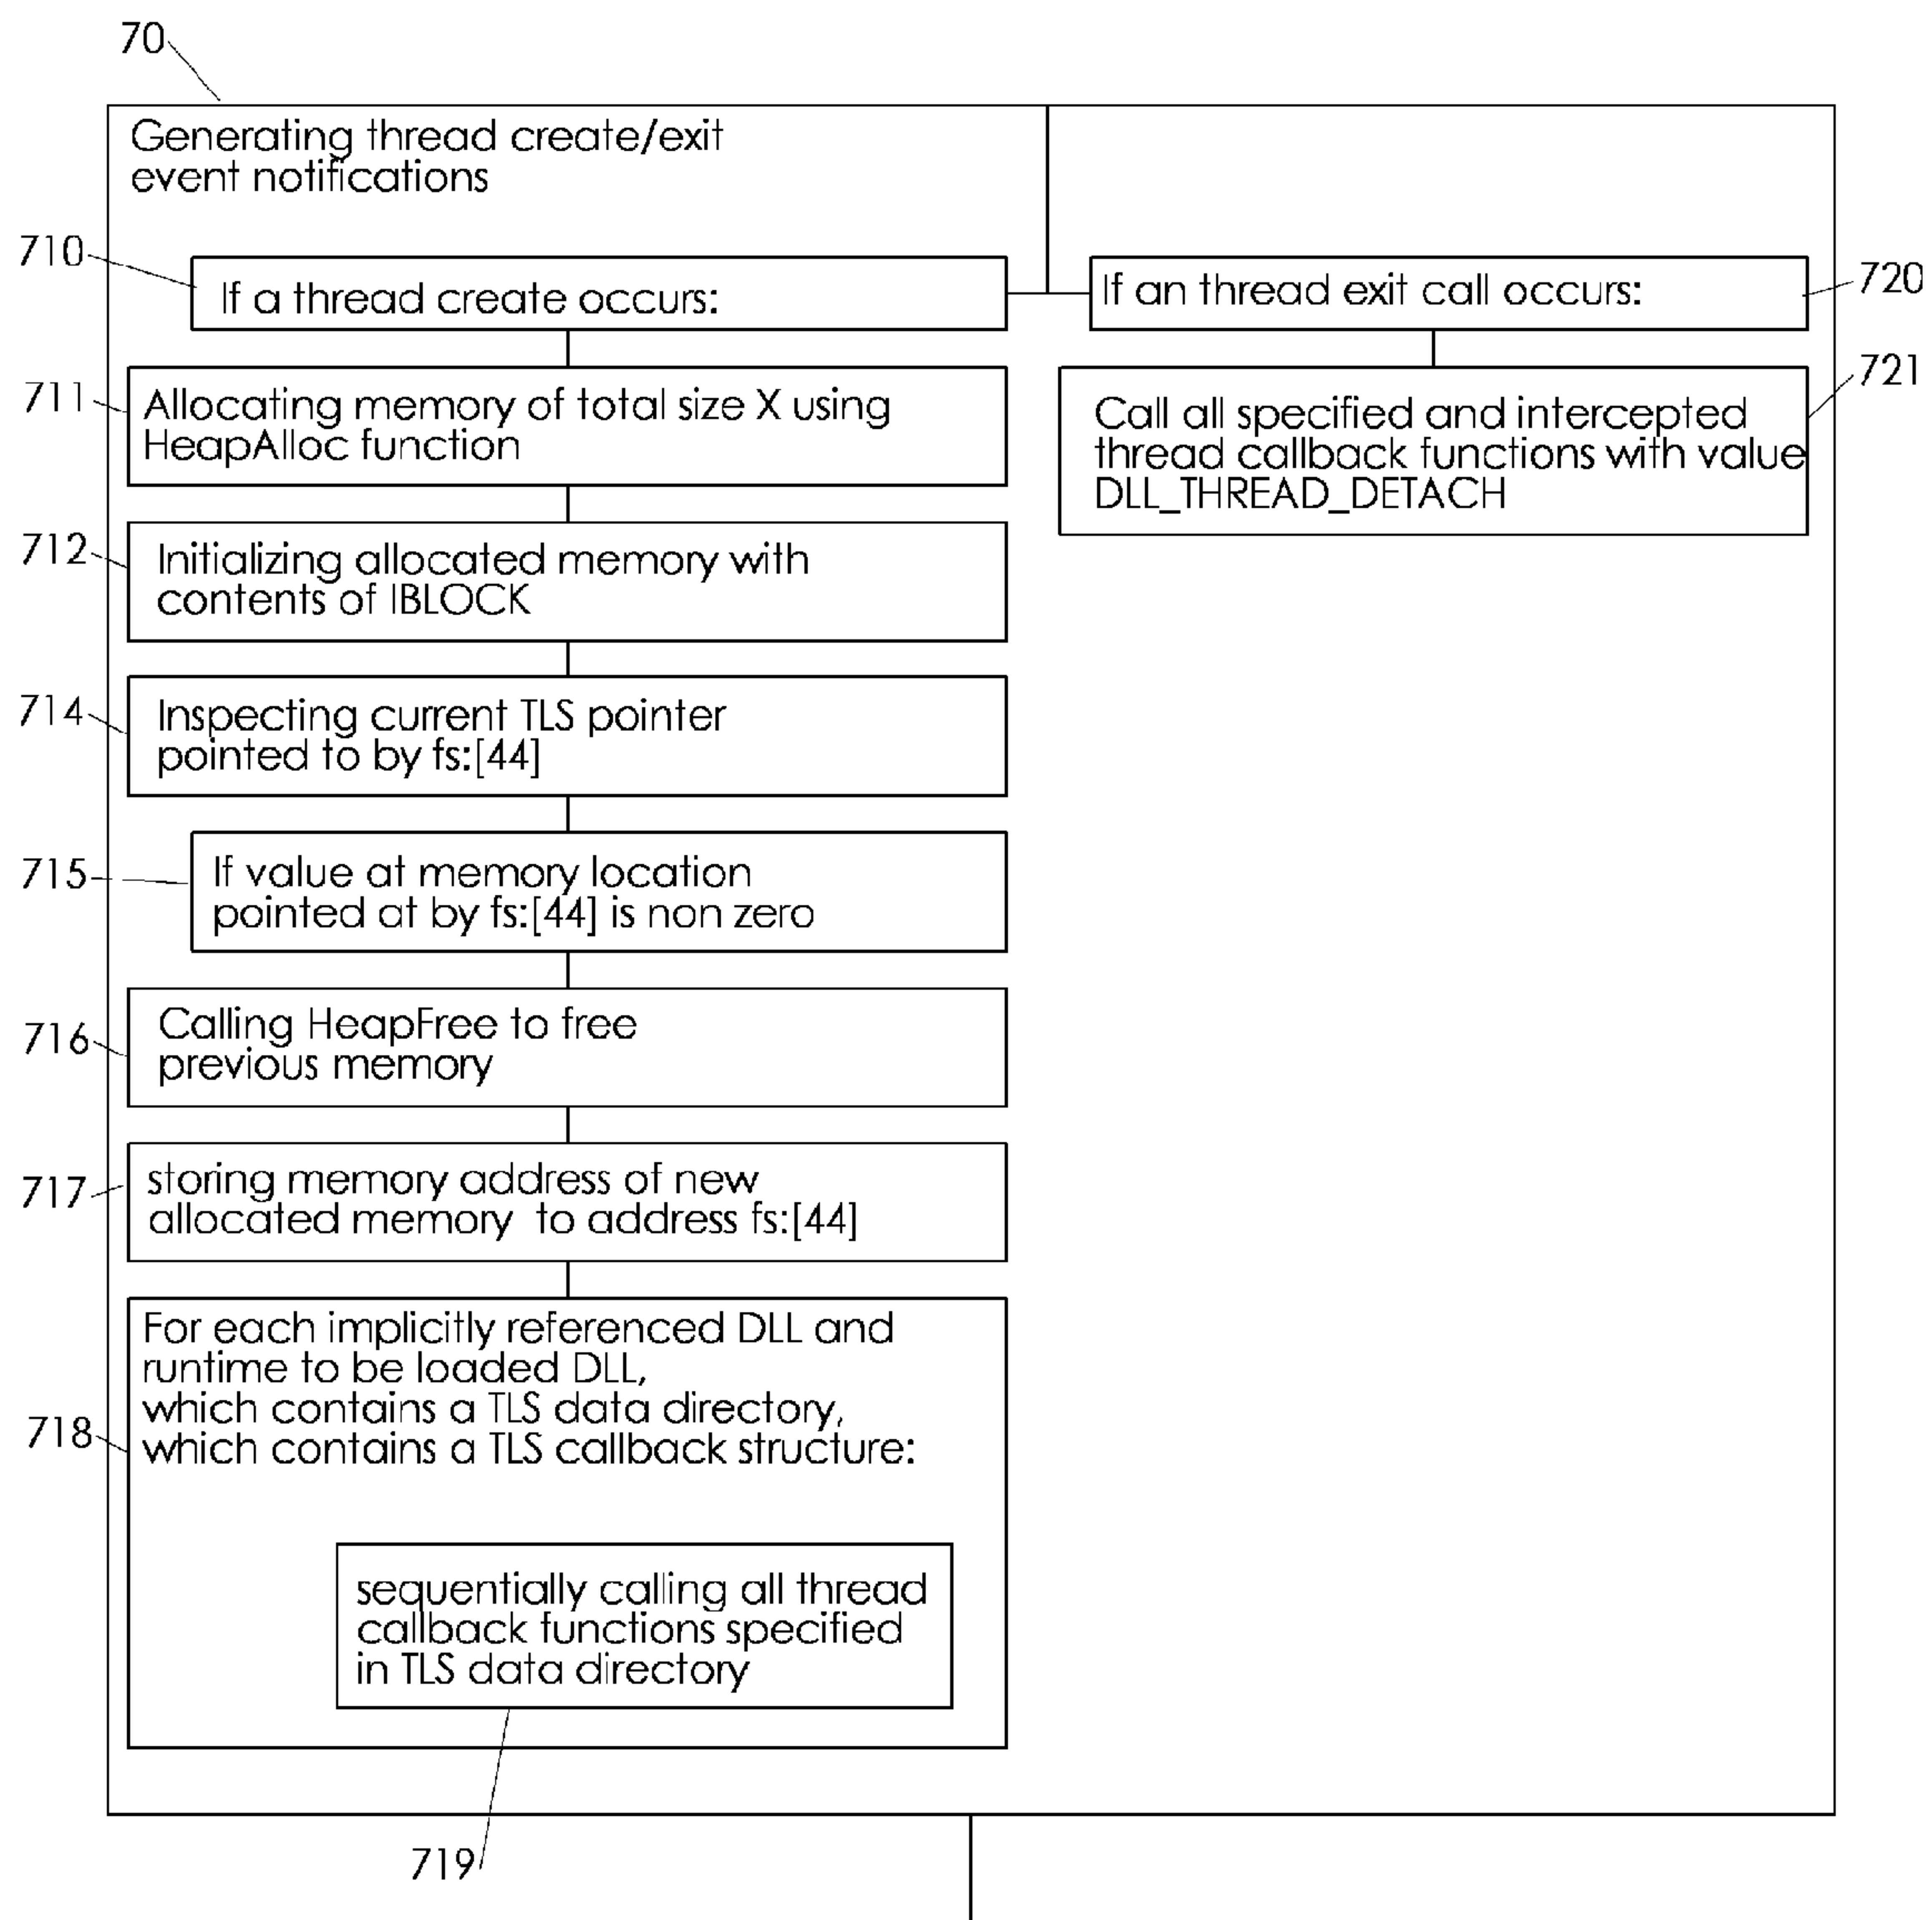 70
Generating thread create/exit
event notifications
710
If a thread create occurs:
If an thread exit call occurs:
720
711
Allocating memory of total size X using
HeapAlloc function
721
Call all specified and intercepted
thread callback functions with value
DLL_THREAD_DETACH
712
Initializing allocated memory with
contents of IBLOCK
714
Inspecting current TLS pointer
pointed to by fs:[44]
715
If value at memory location
pointed at by fs:[44] is non zero
716
Calling HeapFree to free
previous memory
717
storing memory address of new
allocated memory to address fs:[44]
718
For each implicitly referenced DLL and
runtime to be loaded DLL,
which contains a TLS data directory,
which contains a TLS callback structure:
sequentially calling all thread
callback functions specified
in TLS data directory
719